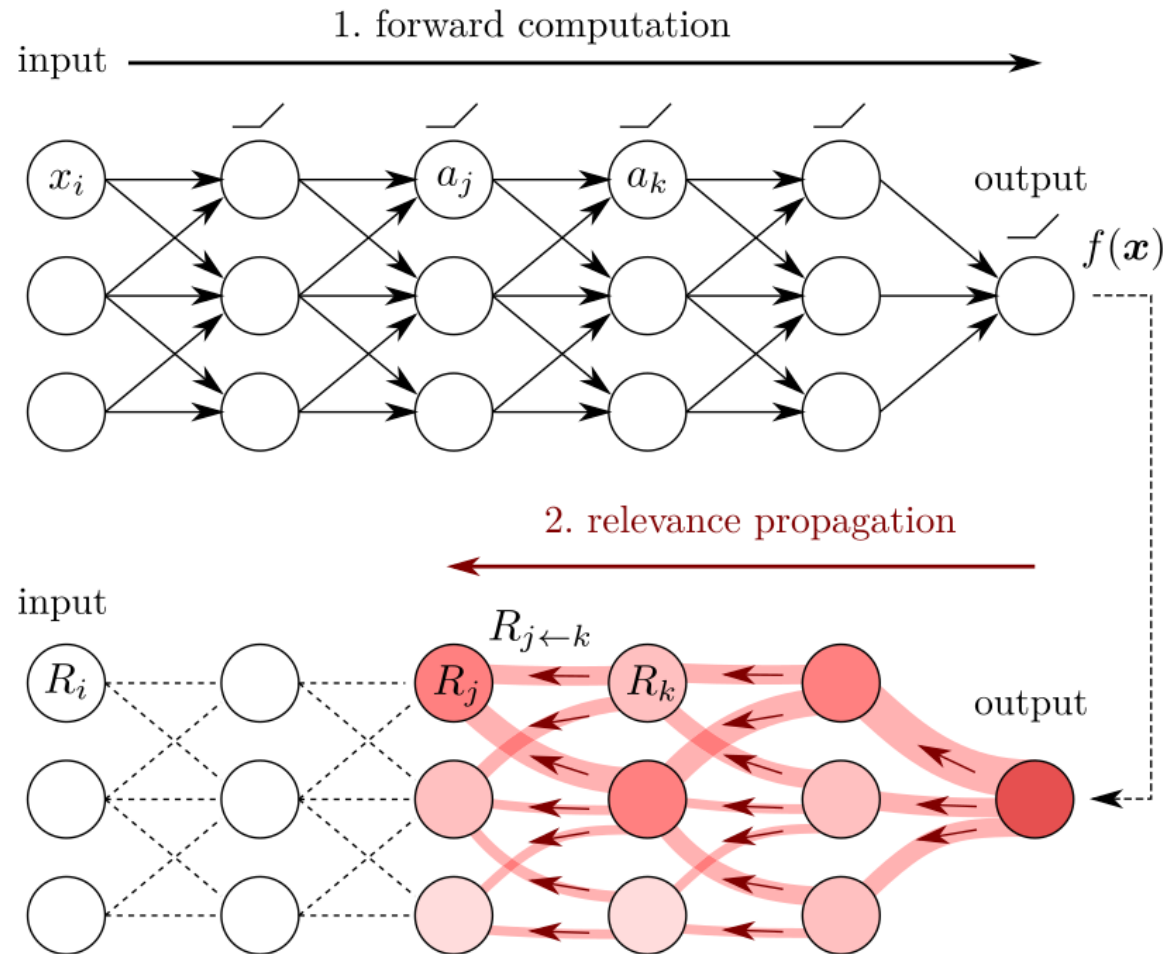 1. forward computation
input
x_i
a_j
a_k
output
f(x)
2. relevance propagation
input
R_{j←k}
R_i
R_j
R_k
output